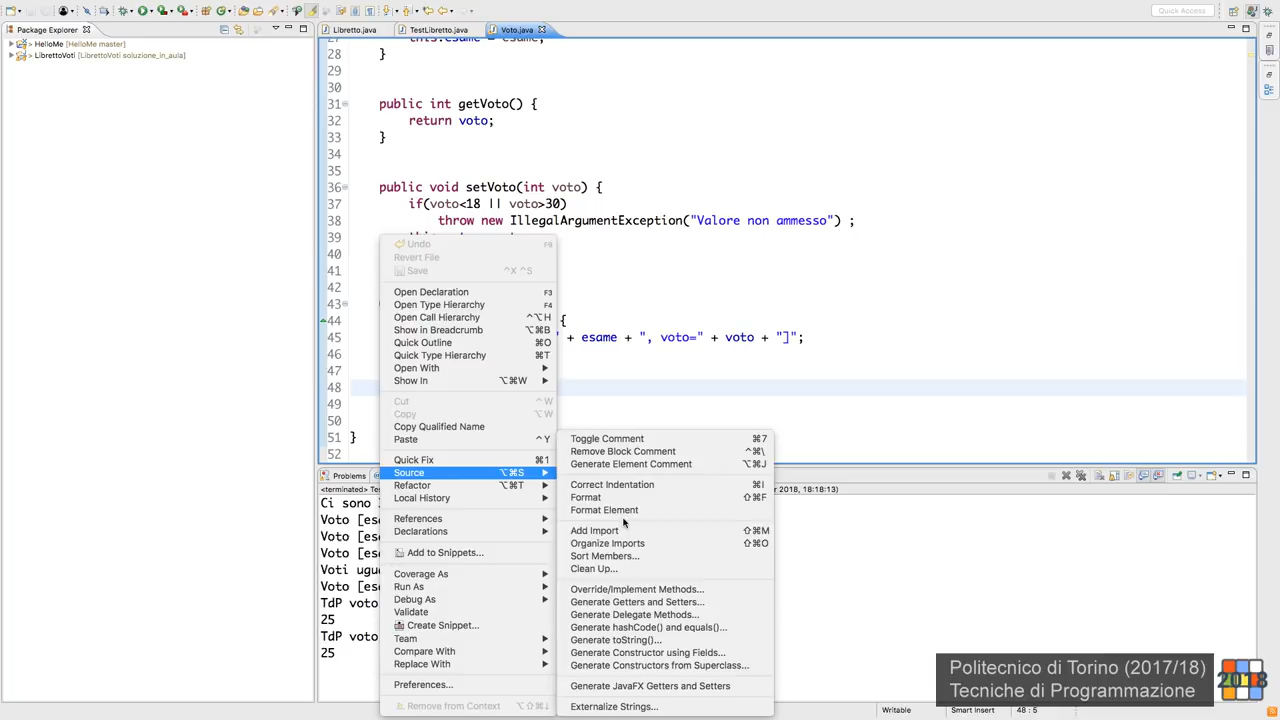 Quick Access
Package Explorer
> HelloMe [HelloMe master]
> LibrettoVoti [LibrettoVoti soluzione_in_aula]
Libretto.java
TestLibretto.java
Voto.java
27 this.esame = esame;
28 }
29
30
31 public int getVoto() {
32 return voto;
33 }
34
35
36 public void setVoto(int voto) {
37 if(voto<18 || voto>30)
38 throw new IllegalArgumentException("Valore non ammesso") ;
39
40
41
42
43
44 {
45 " + esame + ", voto=" + voto + "]";
46
47
48
49
50
51 }
52
Undo F6
Revert File
Save ^X ^S
Open Declaration F3
Open Type Hierarchy F4
Open Call Hierarchy ^⌥H
Show in Breadcrumb ⌥⌘B
Quick Outline ⌘O
Quick Type Hierarchy ⌘T
Open With
Show In ⌥⌘W
Cut ^W
Copy ⌥W
Copy Qualified Name
Paste ^Y
Quick Fix ⌘1
Source ⌥⌘S
Refactor ⌥⌘T
Local History
References
Declarations
Add to Snippets...
Coverage As
Run As
Debug As
Validate
Create Snippet...
Team
Compare With
Replace With
Preferences...
Remove from Context ⌥⇧⌘↓
Toggle Comment ⌘7
Remove Block Comment ^⌘\
Generate Element Comment ⌥⌘J
Correct Indentation ⌘I
Format ⇧⌘F
Format Element
Add Import ⇧⌘M
Organize Imports ⇧⌘O
Sort Members...
Clean Up...
Override/Implement Methods...
Generate Getters and Setters...
Generate Delegate Methods...
Generate hashCode() and equals()...
Generate toString()...
Generate Constructor using Fields...
Generate Constructors from Superclass...
Generate JavaFX Getters and Setters
Externalize Strings...
Problems
<terminated> 2018, 18:18:13)
Ci sono
Voto [es
Voto [es
Voto [es
Voti ugu
Voto [es
TdP voto
25
TdP voto
25
Politecnico di Torino (2017/18)
Tecniche di Programmazione
2018
Writable
Smart Insert
48 : 5